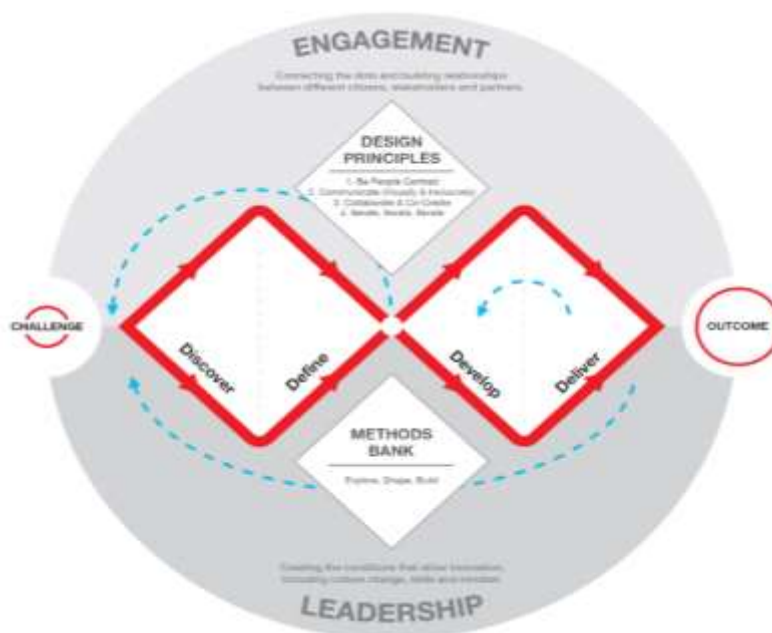 ENGAGEMENT
Connecting the dots and building relationships
between different citizens, stakeholders and partners
DESIGN
PRINCIPLES
1. Be People Centred
2. Communicate (Visually & Inclusively)
3. Collaborate & Co-Create
4. Iterate, Iterate, Iterate
CHALLENGE
OUTCOME
Discover
Define
Develop
Deliver
METHODS
BANK
Explore, Shape, Build
Creating the conditions that allow innovation,
including culture change, skills and mindset
LEADERSHIP